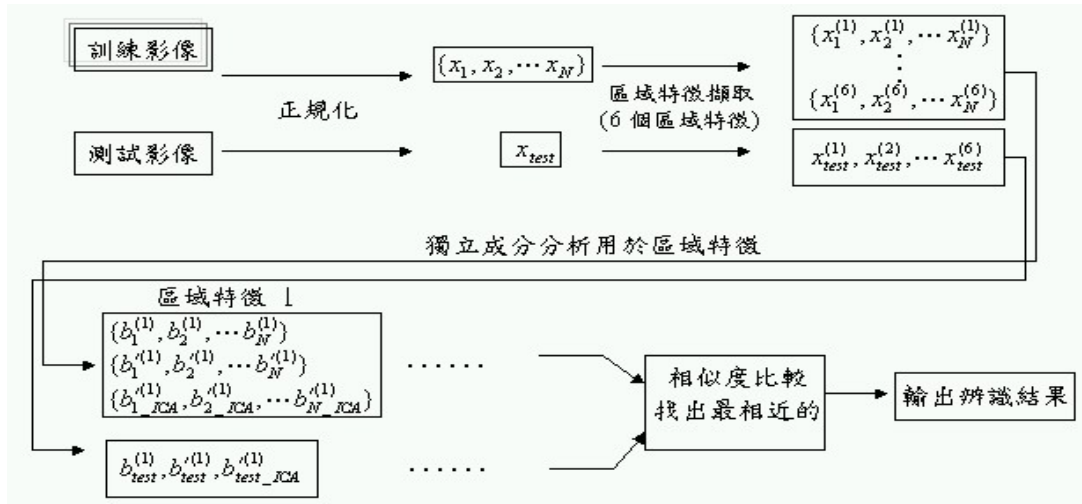 訓練影像
正規化
測試影像
{x_1, x_2, ⋯ x_N}
x_test
區域特徵擷取
(6 個區域特徵)
{x_1^(1), x_2^(1), ⋯ x_N^(1)}
⋮
{x_1^(6), x_2^(6), ⋯ x_N^(6)}
x_test^(1), x_test^(2), ⋯ x_test^(6)
獨立成分分析用於區域特徵
區域特徵 1
{b_1^(1), b_2^(1), ⋯ b_N^(1)}
{b_1'^(1), b_2'^(1), ⋯ b_N'^(1)}
{b_1_ICA'^(1), b_2_ICA'^(1), ⋯ b_N_ICA'^(1)}
······
b_test^(1), b_test'^(1), b_test_ICA'^(1)
······
相似度比較
找出最相近的
輸出辨識結果